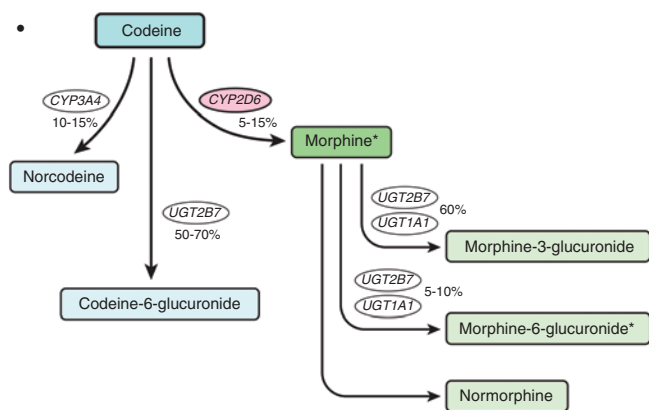 •
Codeine
CYP3A4
10-15%
CYP2D6
5-15%
Norcodeine
Morphine*
UGT2B7
50-70%
UGT2B7
UGT1A1
60%
Morphine-3-glucuronide
Codeine-6-glucuronide
UGT2B7
UGT1A1
5-10%
Morphine-6-glucuronide*
Normorphine